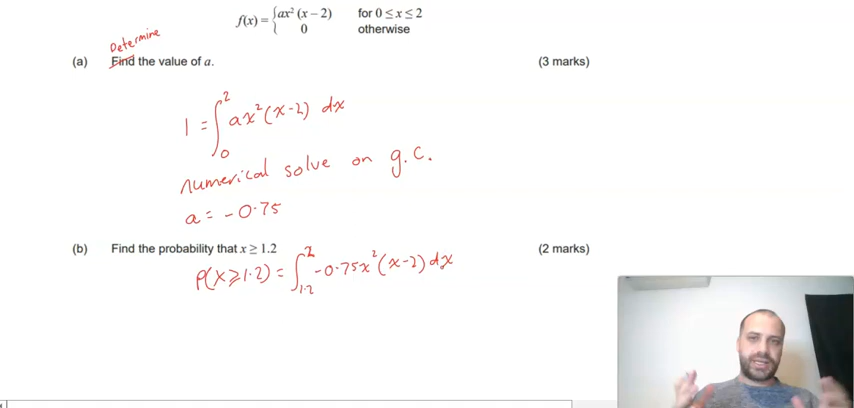 f(x) = { ax² (x – 2) for 0 ≤ x ≤ 2
0 otherwise
Determine
(a) Find the value of a. (3 marks)
1 = ∫₀² ax²(x-2) dx
numerical solve on g.c.
a = -0.75
(b) Find the probability that x ≥ 1.2 (2 marks)
P(X ≥ 1.2) = ∫₁.₂² -0.75x²(x-2) dx